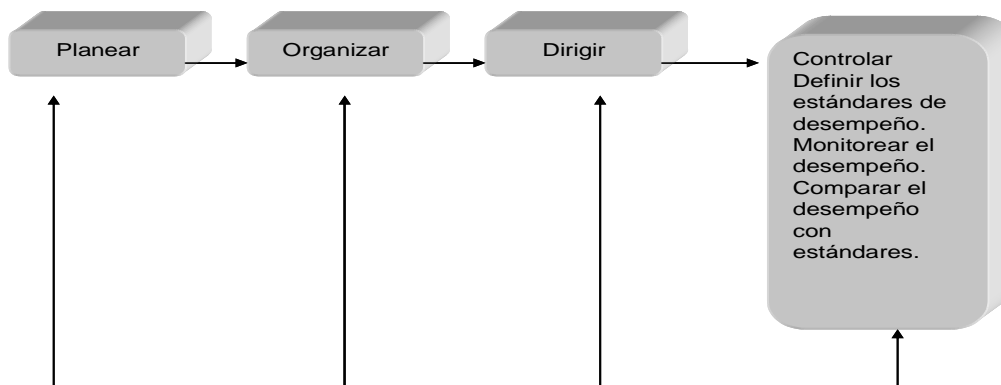 Planear
Organizar
Dirigir
Controlar
Definir los
estándares de
desempeño.
Monitorear el
desempeño.
Comparar el
desempeño
con
estándares.